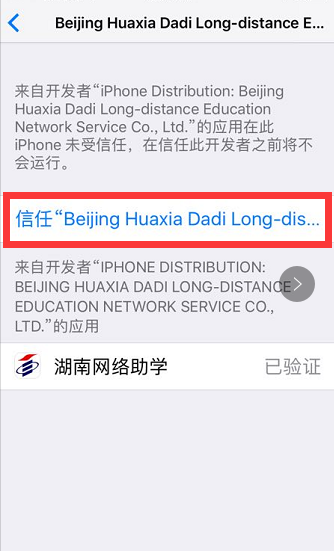 Beijing Huaxia Dadi Long-distance E...
来自开发者“iPhone Distribution: Beijing
Huaxia Dadi Long-distance Education
Network Service Co., Ltd.”的应用在此
iPhone 未受信任，在信任此开发者之前将不
会运行。
信任“Beijing Huaxia Dadi Long-dis...
来自开发者“IPHONE DISTRIBUTION:
BEIJING HUAXIA DADI LONG-DISTANCE
EDUCATION NETWORK SERVICE CO.,
LTD.”的应用
湖南网络助学 已验证